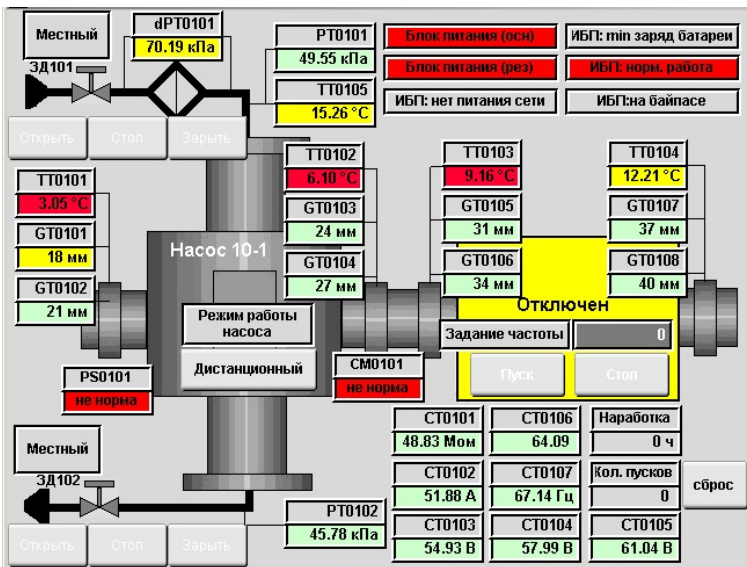 Местный
dPT0101
70.19 кПа
PT0101
49.55 кПа
Блок питания (осн)
ИБП: min заряд батареи
ЗД101
TT0105
15.26 °C
Блок питания (рез)
ИБП: норм. работа
ИБП: нет питания сети
ИБП:на байпасе
Открыть
Стоп
Зарыть
TT0101
3.05 °C
TT0102
6.10 °C
TT0103
9.16 °C
TT0104
12.21 °C
GT0101
18 мм
GT0103
24 мм
GT0105
31 мм
GT0107
37 мм
Насос 10-1
GT0102
21 мм
GT0104
27 мм
GT0106
34 мм
GT0108
40 мм
Отключен
Режим работы
насоса
Задание частоты
0
Дистанционный
Пуск
Стоп
PS0101
не норма
CM0101
не норма
CT0101
48.83 Мом
CT0106
64.09
Наработка
0 ч
Местный
ЗД102
CT0102
51.88 А
CT0107
67.14 Гц
Кол. пусков
0
сброс
PT0102
45.78 кПа
CT0103
54.93 В
CT0104
57.99 В
CT0105
61.04 В
Открыть
Стоп
Зарыть